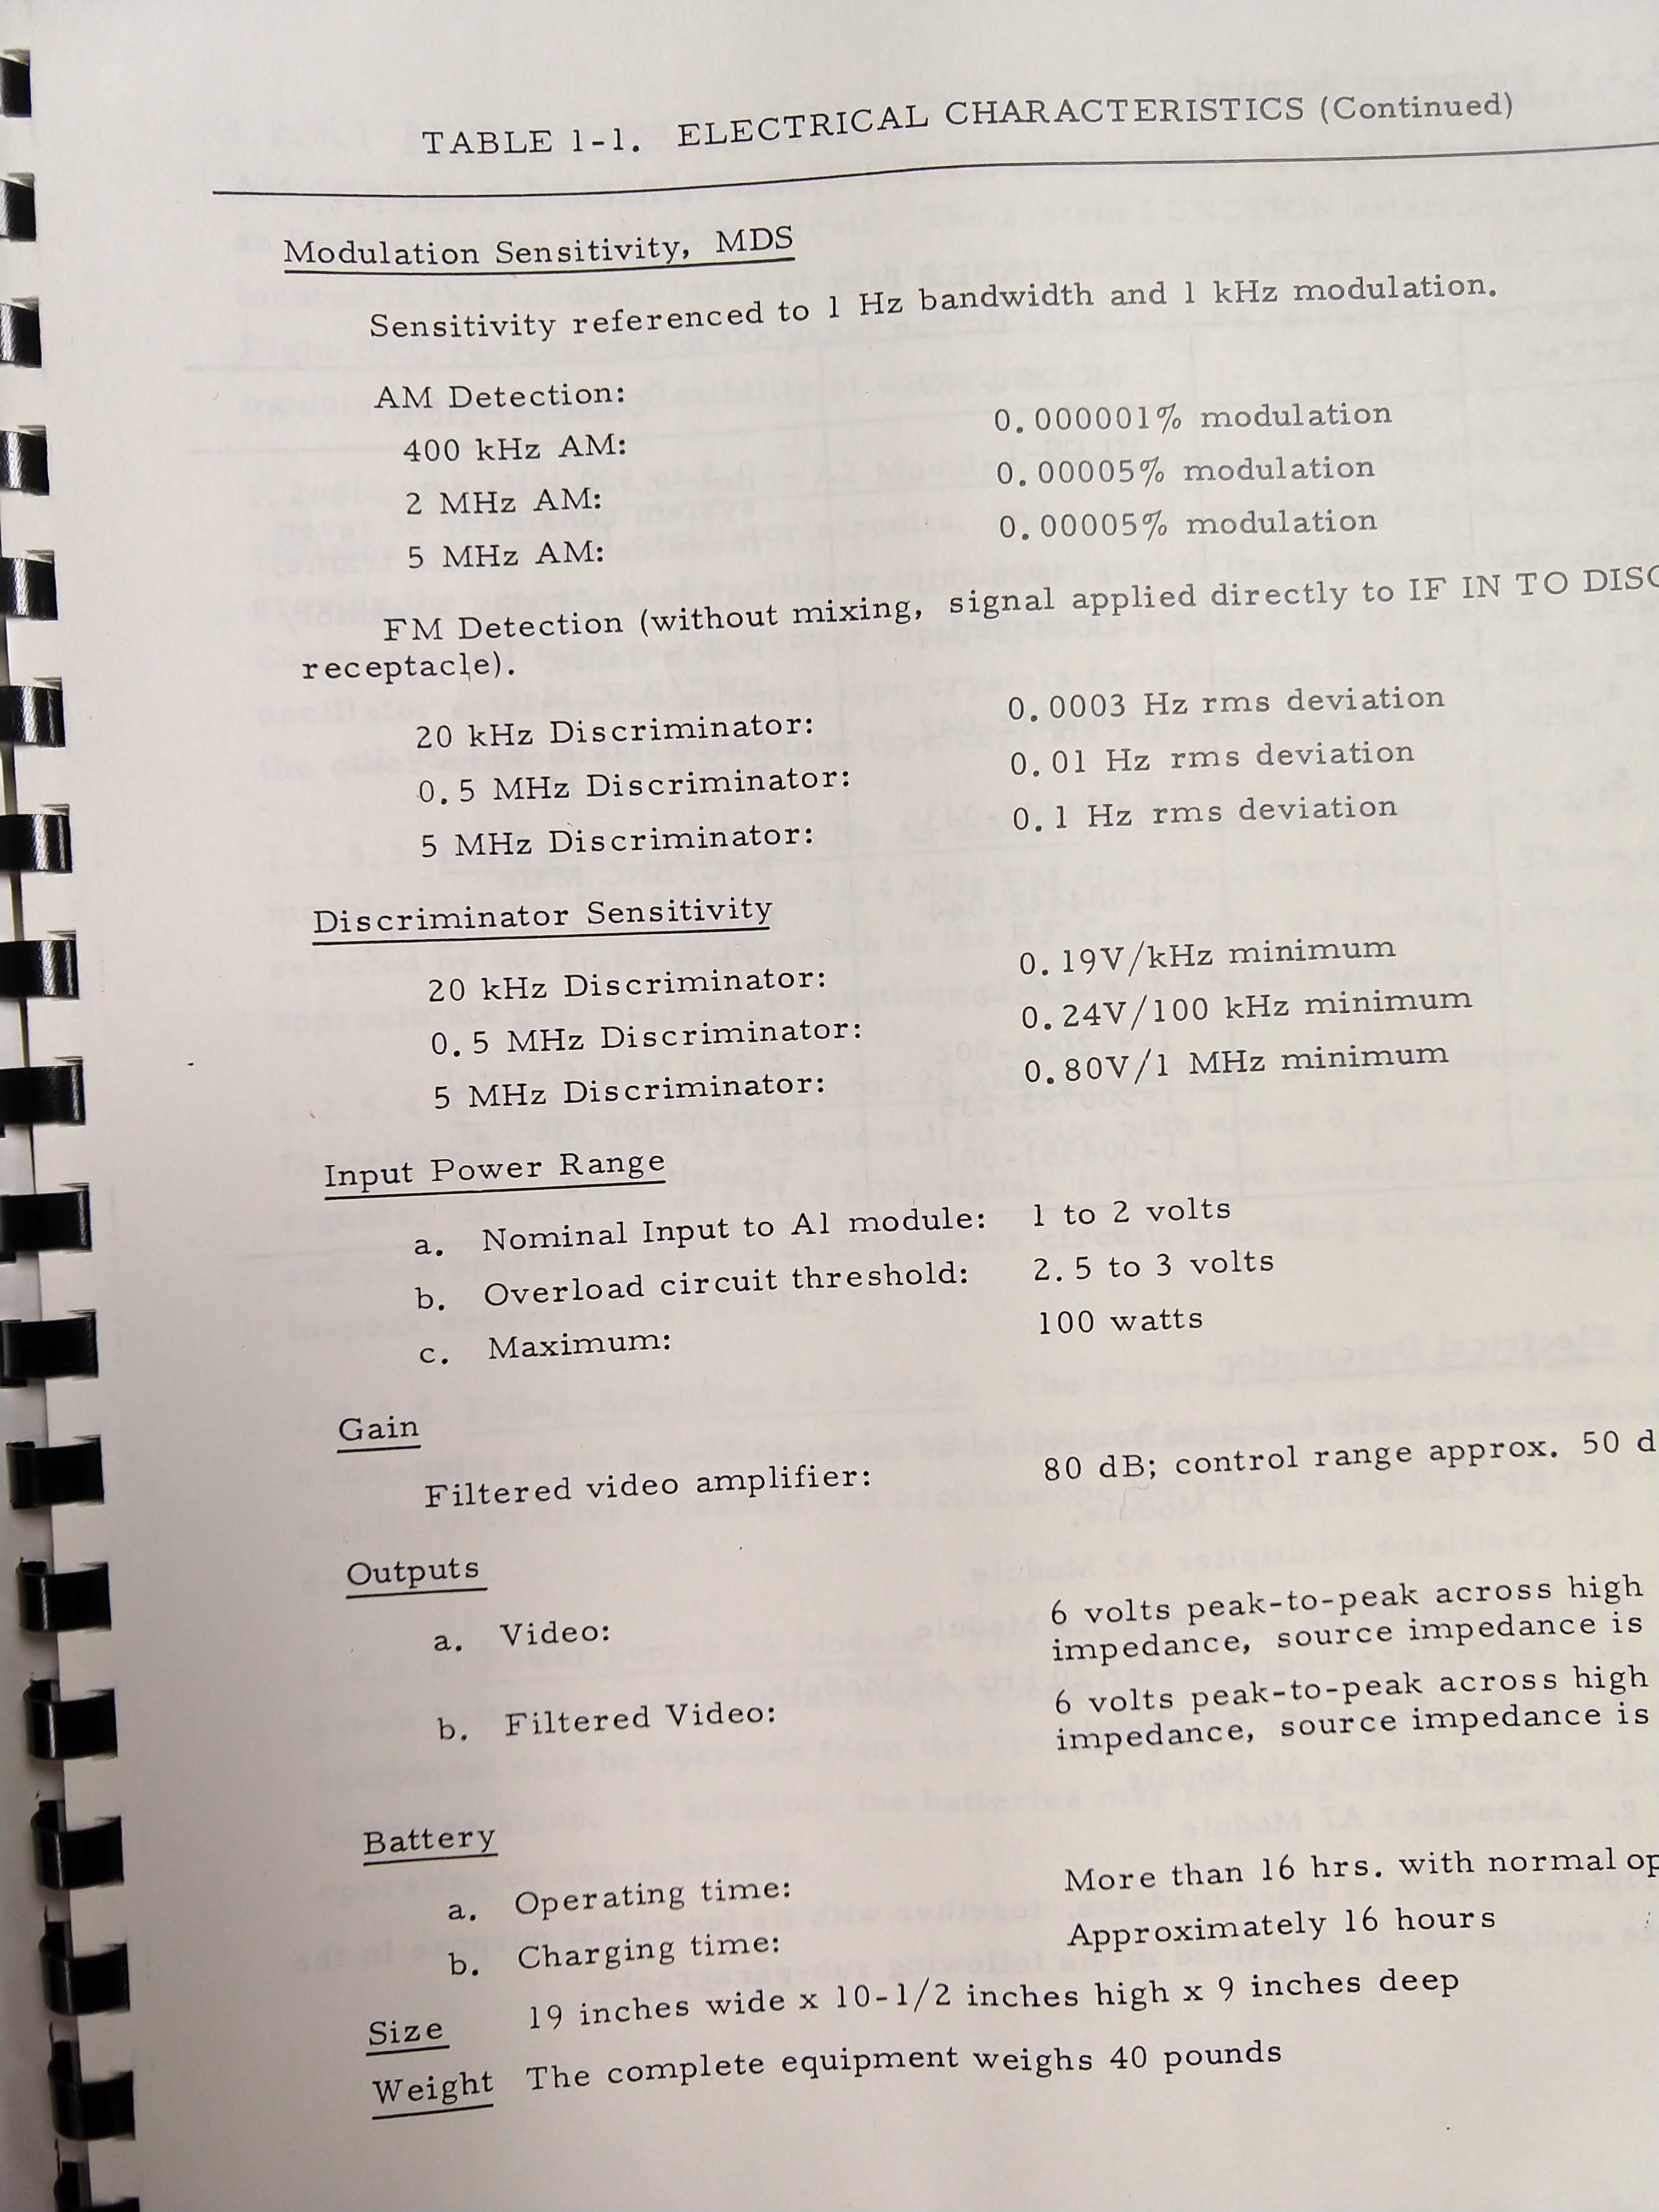 TABLE 1-1. ELECTRICAL CHARACTERISTICS (Continued)
Modulation Sensitivity, MDS
Sensitivity referenced to 1 Hz bandwidth and 1 kHz modulation.
AM Detection:
400 kHz AM: 0.000001% modulation
2 MHz AM: 0.00005% modulation
5 MHz AM: 0.00005% modulation
FM Detection (without mixing, signal applied directly to IF IN TO
receptacle).
20 kHz Discriminator: 0.0003 Hz rms deviation
0.5 MHz Discriminator: 0.01 Hz rms deviation
5 MHz Discriminator: 0.1 Hz rms deviation
Discriminator Sensitivity
20 kHz Discriminator: 0.19V/kHz minimum
0.5 MHz Discriminator: 0.24V/100 kHz minimum
5 MHz Discriminator: 0.80V/1 MHz minimum
Input Power Range
a. Nominal Input to A1 module: 1 to 2 volts
b. Overload circuit threshold: 2.5 to 3 volts
c. Maximum: 100 watts
Gain
Filtered video amplifier: 80 dB; control range approx. 50
Outputs
a. Video: 6 volts peak-to-peak across high
impedance, source impedance is
b. Filtered Video: 6 volts peak-to-peak across high
impedance, source impedance is
Battery
a. Operating time: More than 16 hrs. with normal
b. Charging time: Approximately 16 hours
Size 19 inches wide x 10-1/2 inches high x 9 inches deep
Weight The complete equipment weighs 40 pounds